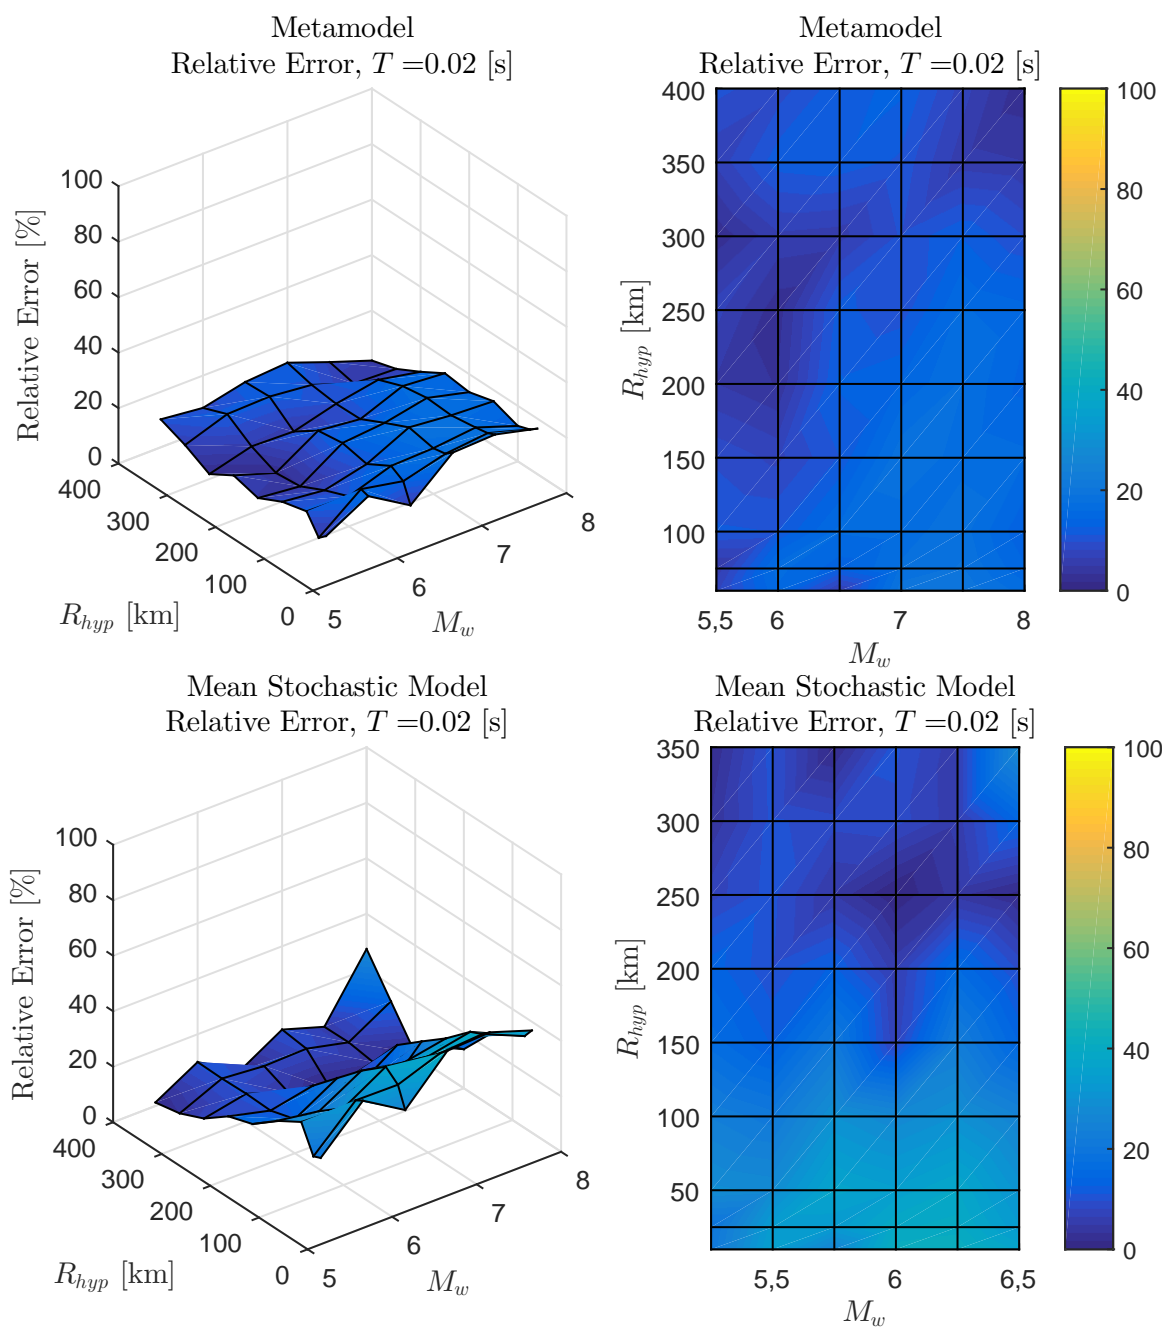 Metamodel
Relative Error, T =0.02 [s]
100
80
60
40
20
0
Relative Error [%]
400
300
200
100
0
R_hyp [km]
5
6
7
8
M_w
Metamodel
Relative Error, T =0.02 [s]
400
350
300
250
200
150
100
R_hyp [km]
5,5 6 7 8
M_w
100
80
60
40
20
0
Mean Stochastic Model
Relative Error, T =0.02 [s]
100
80
60
40
20
0
Relative Error [%]
400
300
200
100
0
R_hyp [km]
5
6
7
8
M_w
Mean Stochastic Model
Relative Error, T =0.02 [s]
350
300
250
200
150
100
50
R_hyp [km]
5,5 6 6,5
M_w
100
80
60
40
20
0